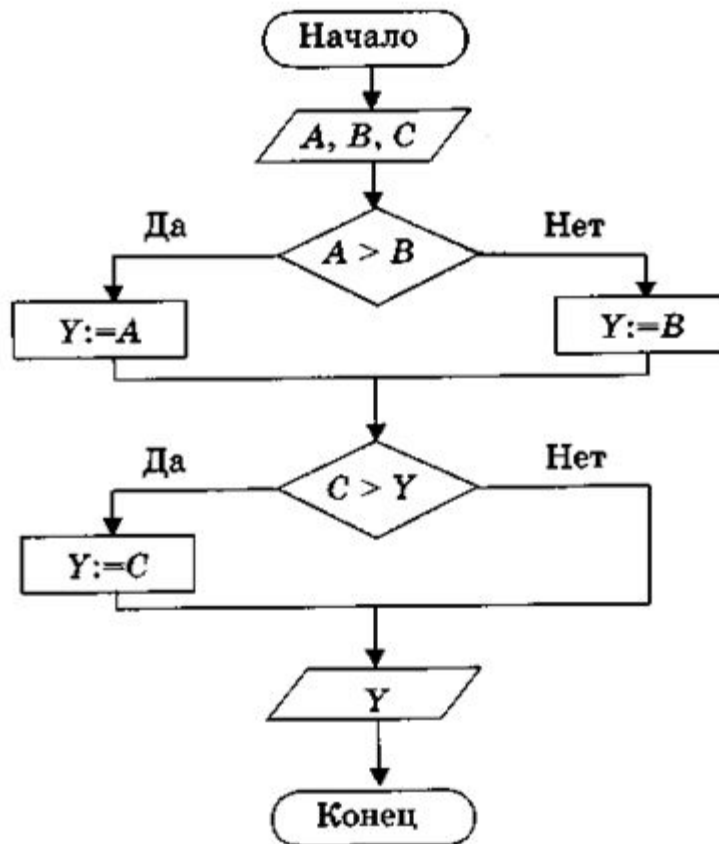 Начало
A, B, C
Да
A > B
Нет
Y:=A
Y:=B
Да
C > Y
Нет
Y:=C
Y
Конец